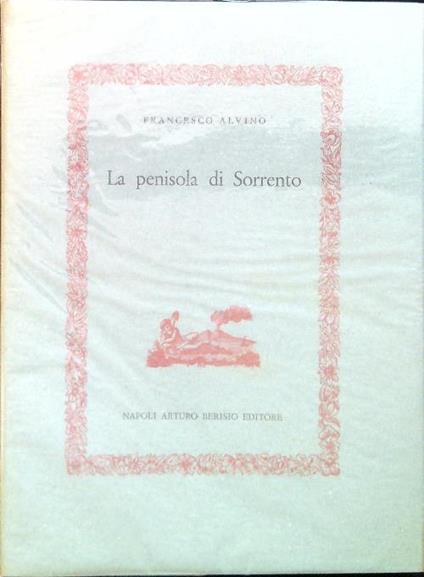 FRANCESCO ALVINO
La penisola di Sorrento
NAPOLI ARTURO BERISIO EDITORE